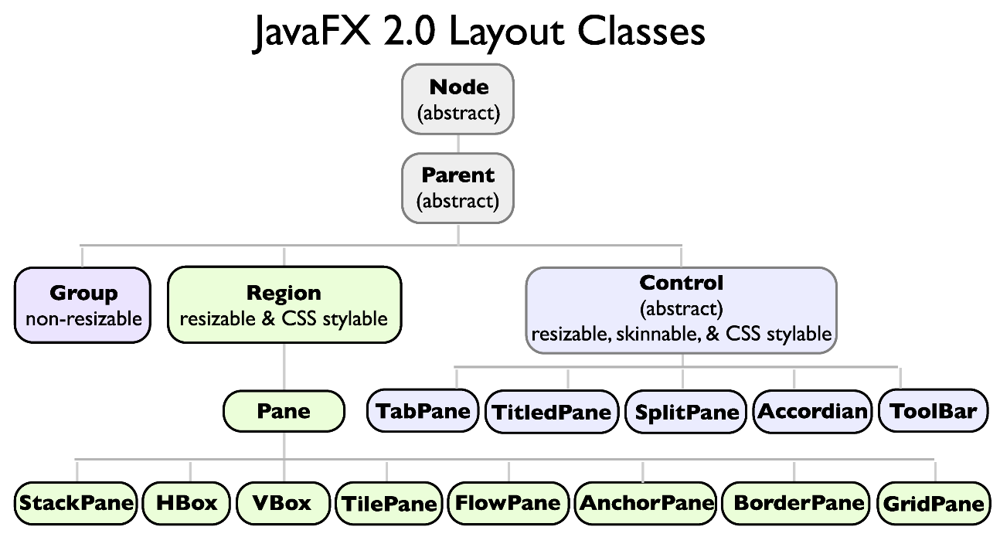 JavaFX 2.0 Layout Classes
Node
(abstract)
Parent
(abstract)
Group
non-resizable
Region
resizable & CSS stylable
Control
(abstract)
resizable, skinnable, & CSS stylable
Pane
TabPane
TitledPane
SplitPane
Accordian
ToolBar
StackPane
HBox
VBox
TilePane
FlowPane
AnchorPane
BorderPane
GridPane